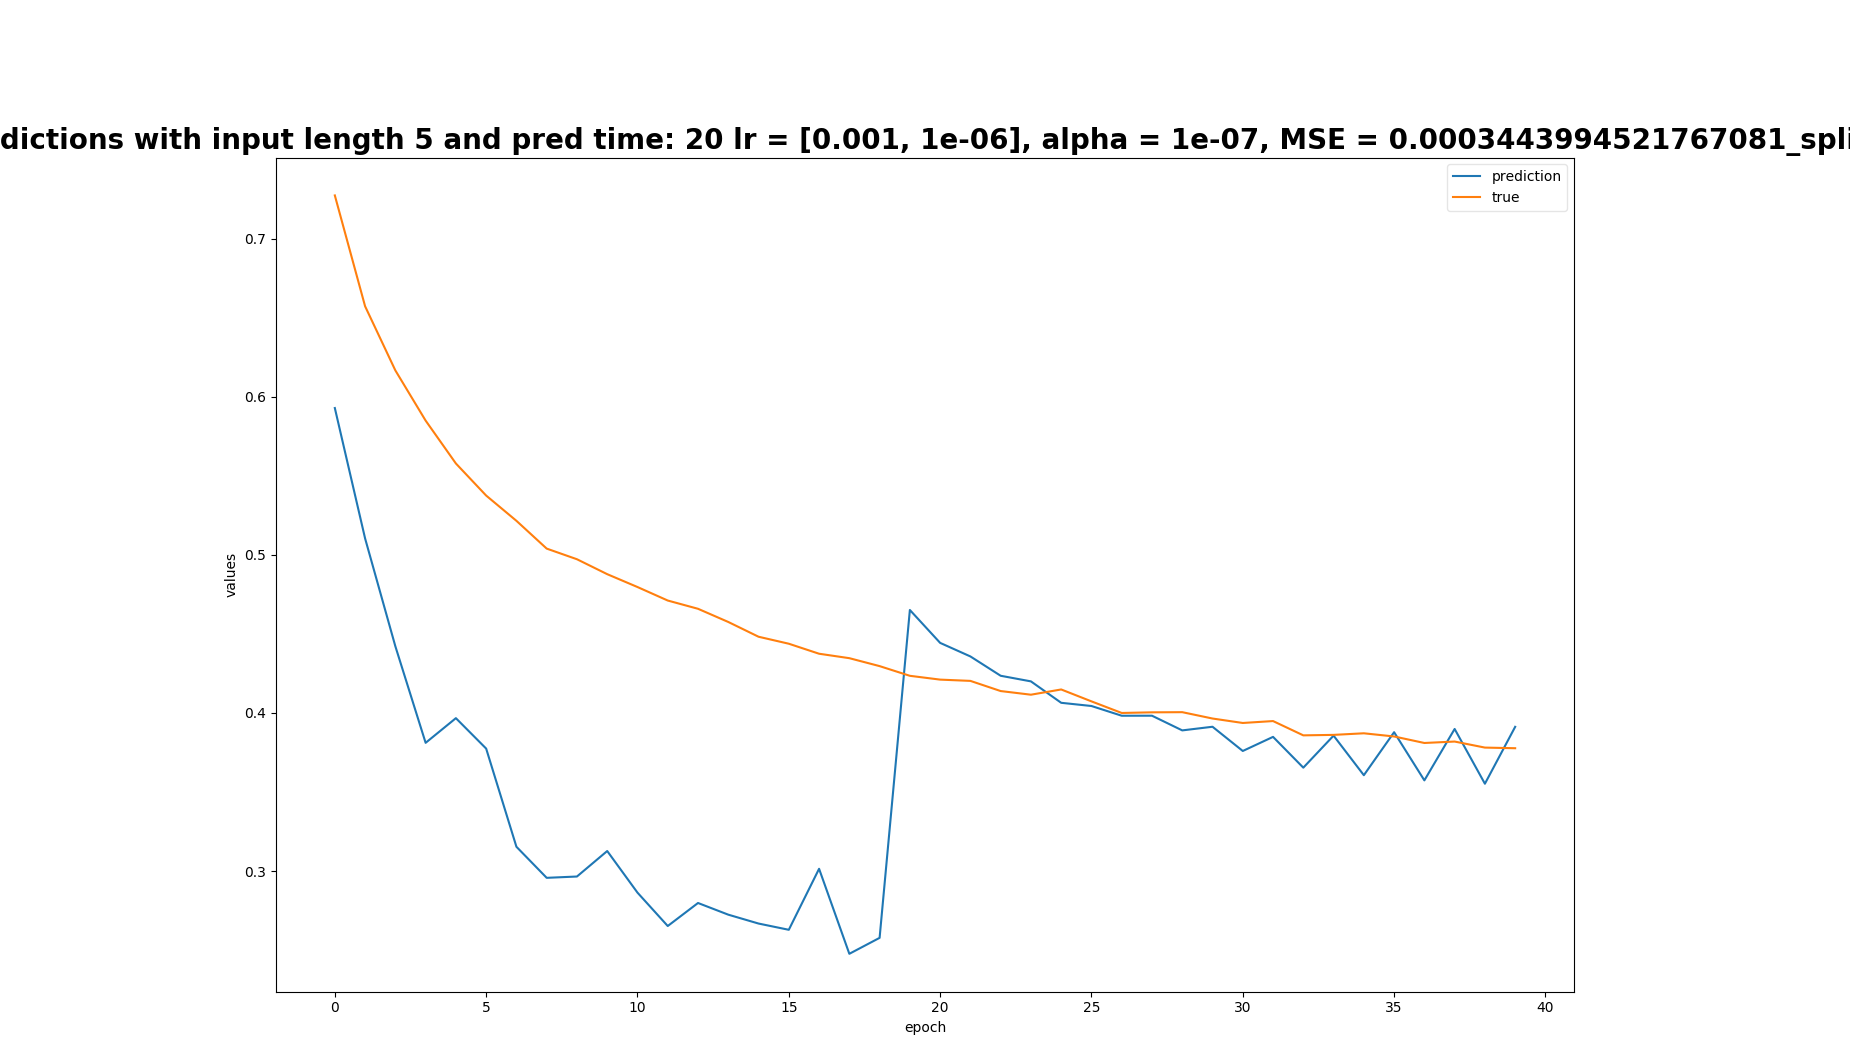 dictions with input length 5 and pred time: 20 lr = [0.001, 1e-06], alpha = 1e-07, MSE = 0.0003443994521767081_spli
prediction
true
0.7
0.6
0.5
0.4
0.3
values
0 5 10 15 20 25 30 35 40
epoch